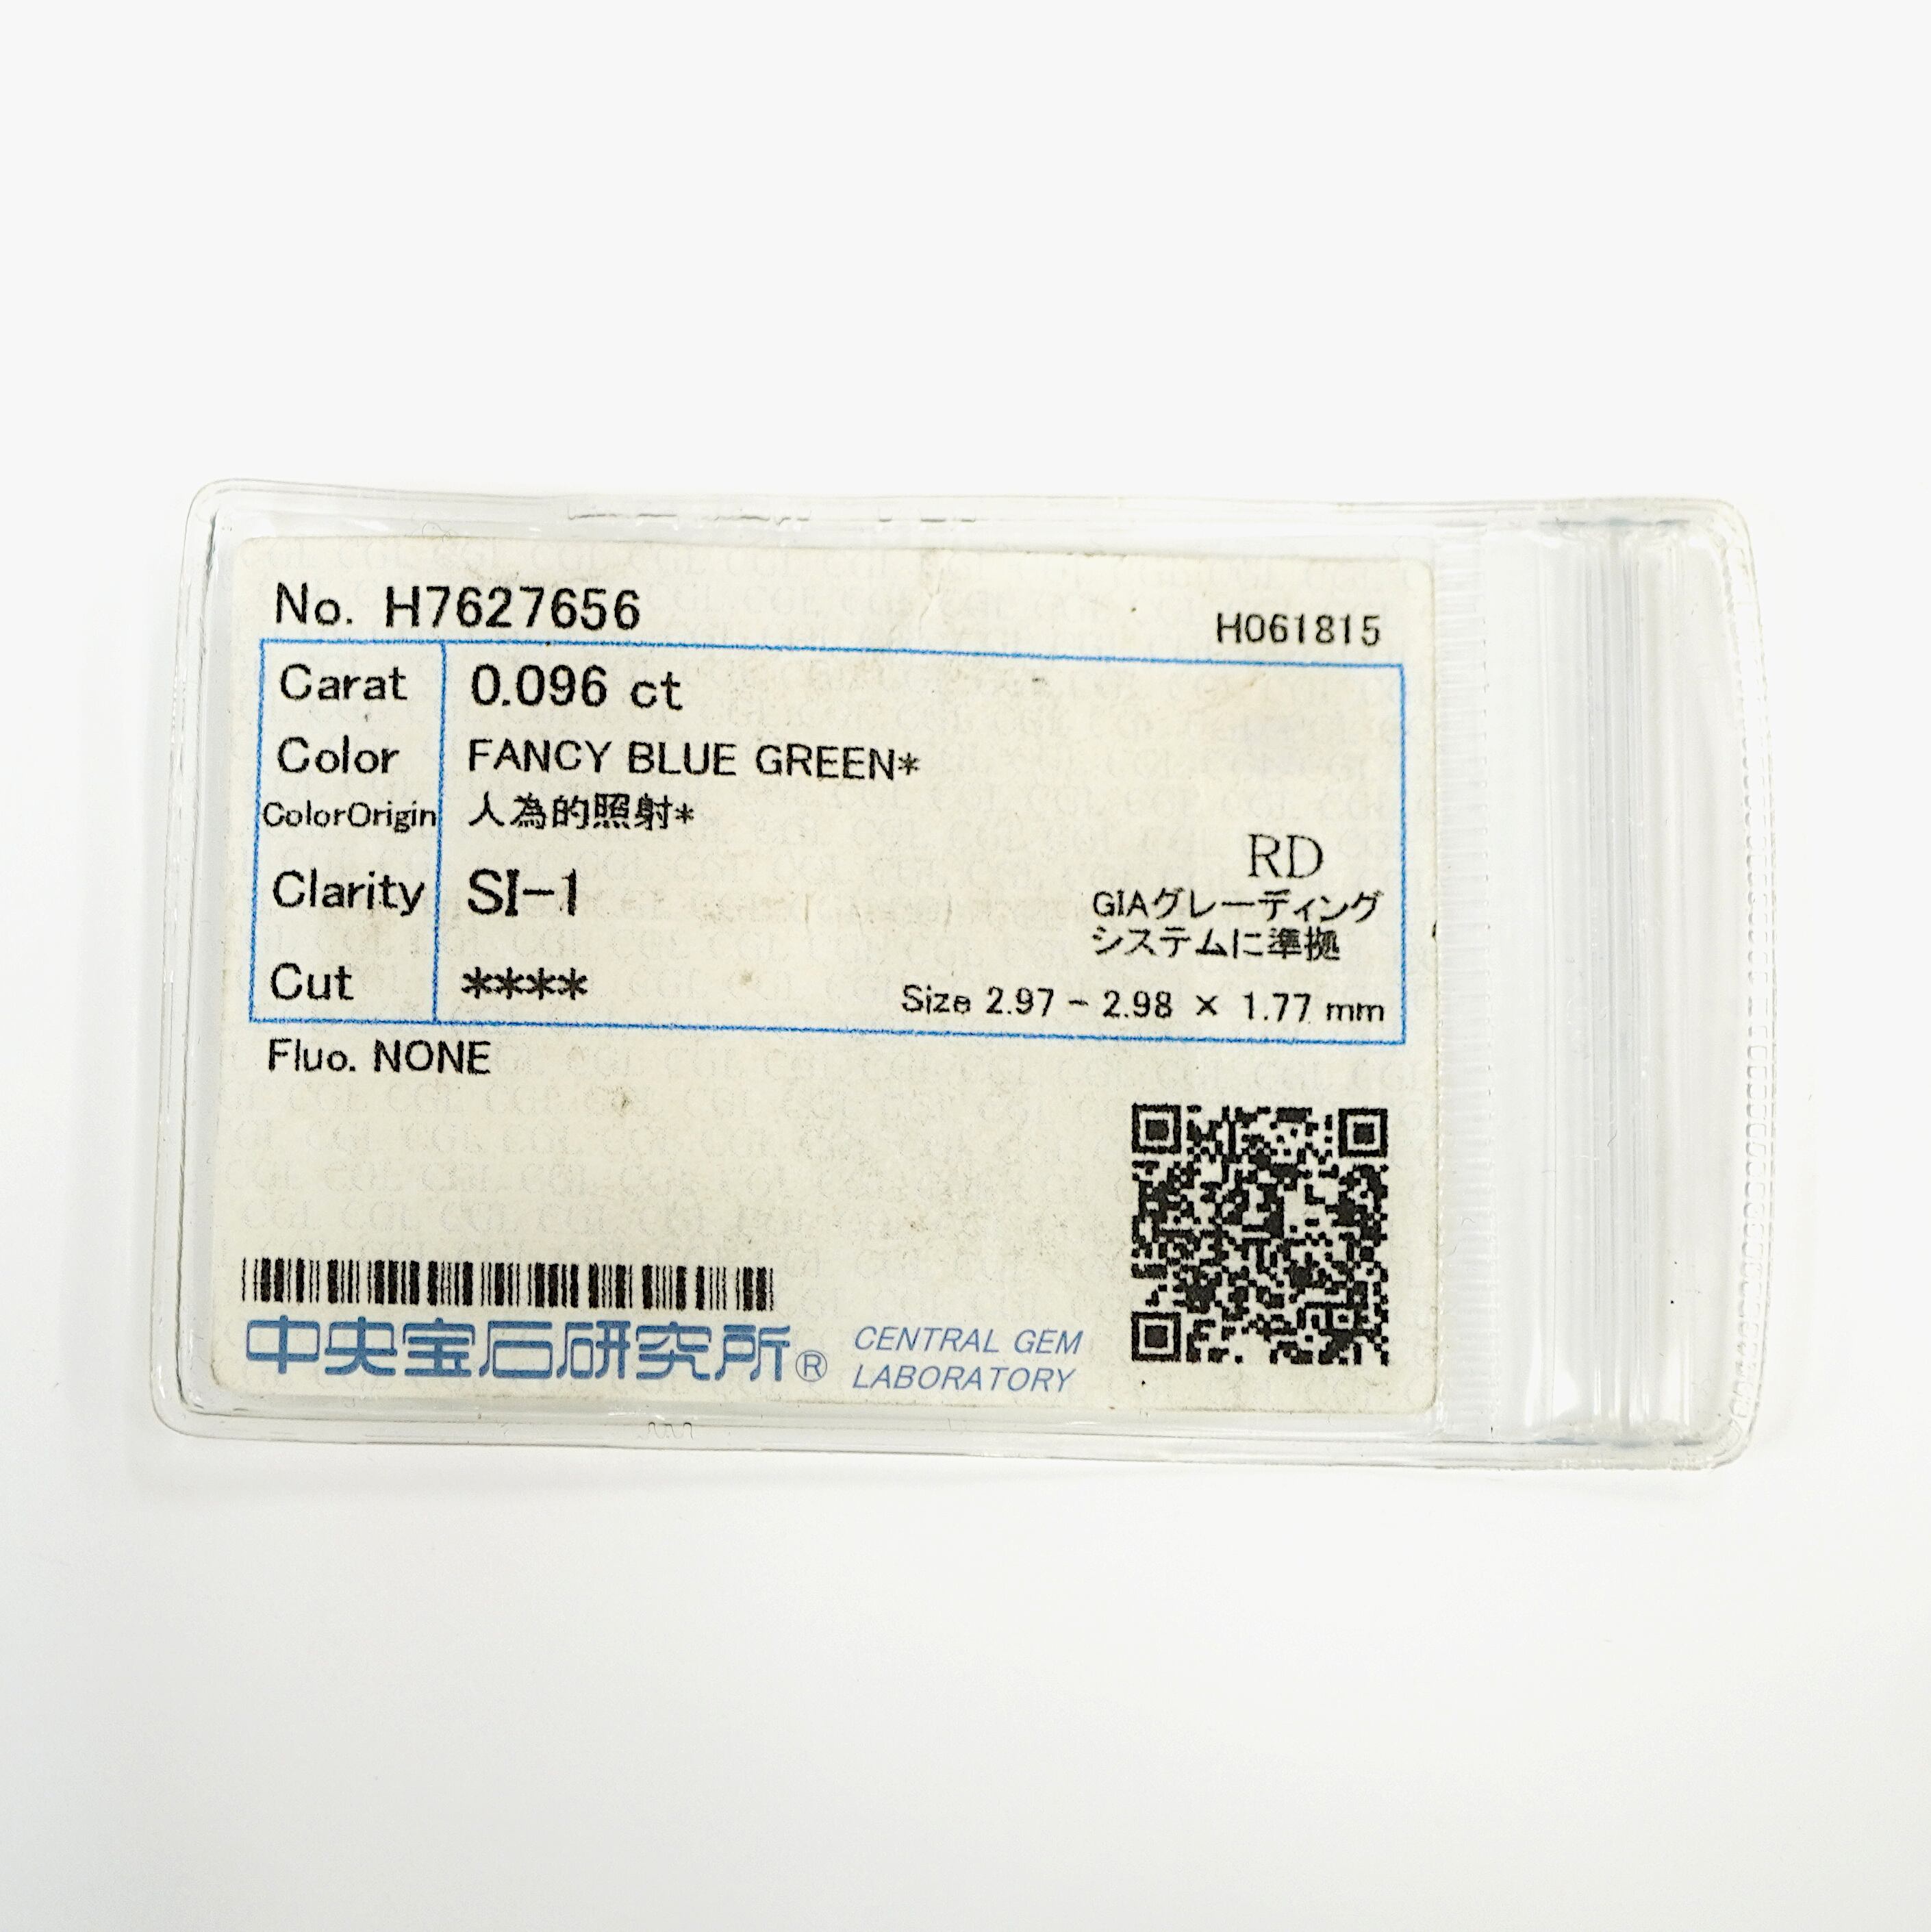 No. H7627656
H061815
Carat 0.096 ct
Color FANCY BLUE GREEN*
ColorOrigin 人為的照射*
Clarity SI-1
RD
GIAグレーディング
システムに準拠
Cut ****
Size 2.97 - 2.98 × 1.77 mm
Fluo. NONE
中央宝石研究所®
CENTRAL GEM
LABORATORY